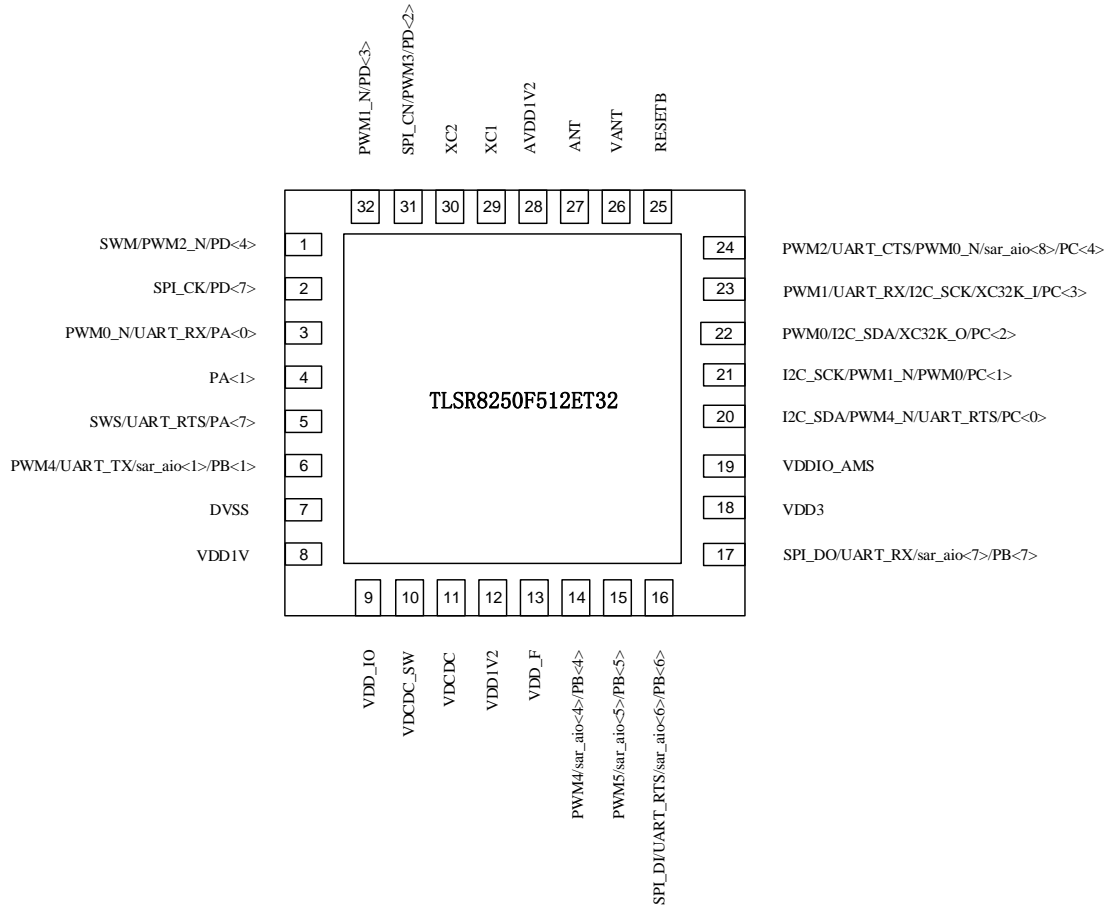 PWM1_N/PD<3>
SPI_CN/PWM3/PD<2>
XC2
XC1
AVDD1V2
ANT
VANT
RESETB
32
31
30
29
28
27
26
25
SWM/PWM2_N/PD<4>
1
SPI_CK/PD<7>
2
PWM0_N/UART_RX/PA<0>
3
PA<1>
4
SWS/UART_RTS/PA<7>
5
PWM4/UART_TX/sar_aio<1>/PB<1>
6
DVSS
7
VDD1V
8
TLSR8250F512ET32
24
PWM2/UART_CTS/PWM0_N/sar_aio<8>/PC<4>
23
PWM1/UART_RX/I2C_SCK/XC32K_I/PC<3>
22
PWM0/I2C_SDA/XC32K_O/PC<2>
21
I2C_SCK/PWM1_N/PWM0/PC<1>
20
I2C_SDA/PWM4_N/UART_RTS/PC<0>
19
VDDIO_AMS
18
VDD3
17
SPI_DO/UART_RX/sar_aio<7>/PB<7>
9
10
11
12
13
14
15
16
VDD_IO
VDCDC_SW
VDCDC
VDD1V2
VDD_F
PWM4/sar_aio<4>/PB<4>
PWM5/sar_aio<5>/PB<5>
SPI_DI/UART_RTS/sar_aio<6>/PB<6>